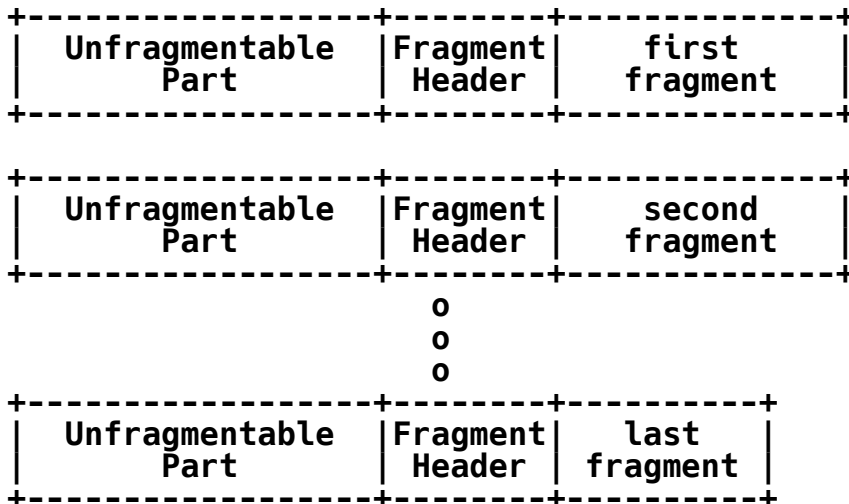 +------------------+--------+--------------+
|  Unfragmentable  |Fragment|    first     |
|       Part       | Header |   fragment   |
+------------------+--------+--------------+
+------------------+--------+--------------+
|  Unfragmentable  |Fragment|    second    |
|       Part       | Header |   fragment   |
+------------------+--------+--------------+
o
o
o
+------------------+--------+----------+
|  Unfragmentable  |Fragment|   last   |
|       Part       | Header | fragment |
+------------------+--------+----------+